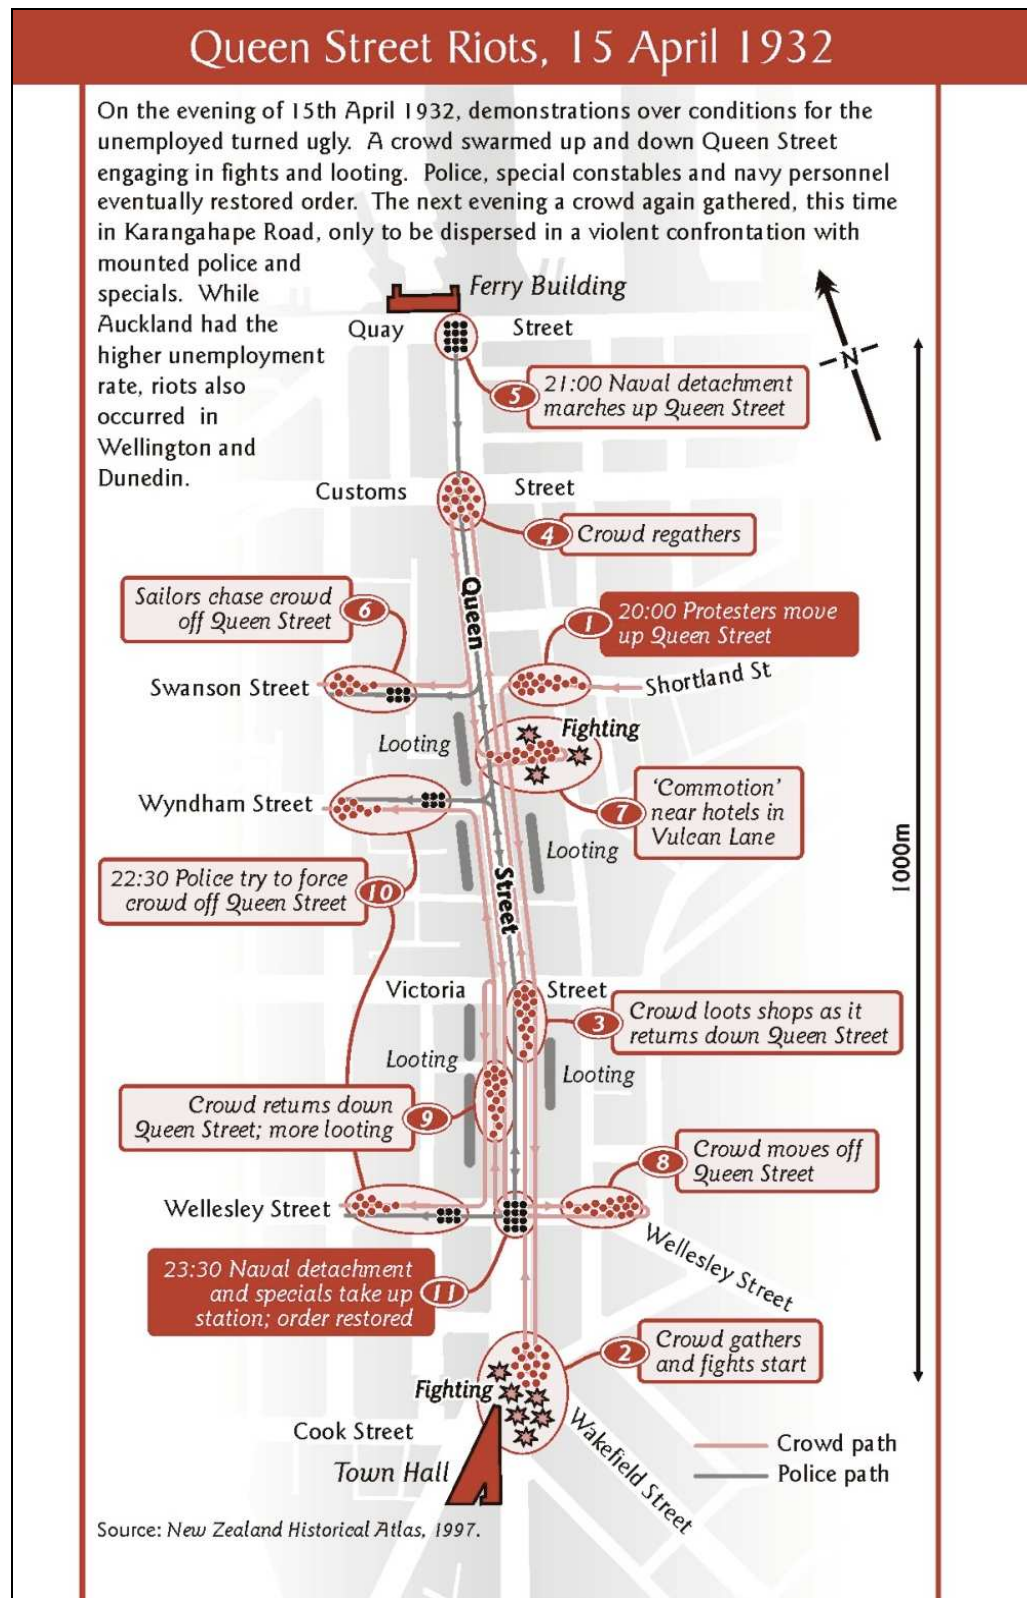 Queen Street Riots, 15 April 1932
On the evening of 15th April 1932, demonstrations over conditions for the
unemployed turned ugly. A crowd swarmed up and down Queen Street
engaging in fights and looting. Police, special constables and navy personnel
eventually restored order. The next evening a crowd again gathered, this time
in Karangahape Road, only to be dispersed in a violent confrontation with
mounted police and
specials. While
Auckland had the
higher unemployment
rate, riots also
occurred in
Wellington and
Dunedin.
Ferry Building
Quay Street
N
5 21:00 Naval detachment
marches up Queen Street
Customs Street
4 Crowd regathers
Queen
Sailors chase crowd
off Queen Street 6
1 20:00 Protesters move
up Queen Street
Swanson Street
Shortland St
Looting
Fighting
Wyndham Street
7 'Commotion'
near hotels in
Vulcan Lane
Looting
1000m
22:30 Police try to force
crowd off Queen Street 10
Street
Victoria Street
3 Crowd loots shops as it
returns down Queen Street
Looting
Looting
Crowd returns down
Queen Street; more looting 9
8 Crowd moves off
Queen Street
Wellesley Street
Wellesley Street
23:30 Naval detachment
and specials take up
station; order restored 11
2 Crowd gathers
and fights start
Fighting
Cook Street
Wakefield Street
Town Hall
Crowd path
Police path
Source: New Zealand Historical Atlas, 1997.